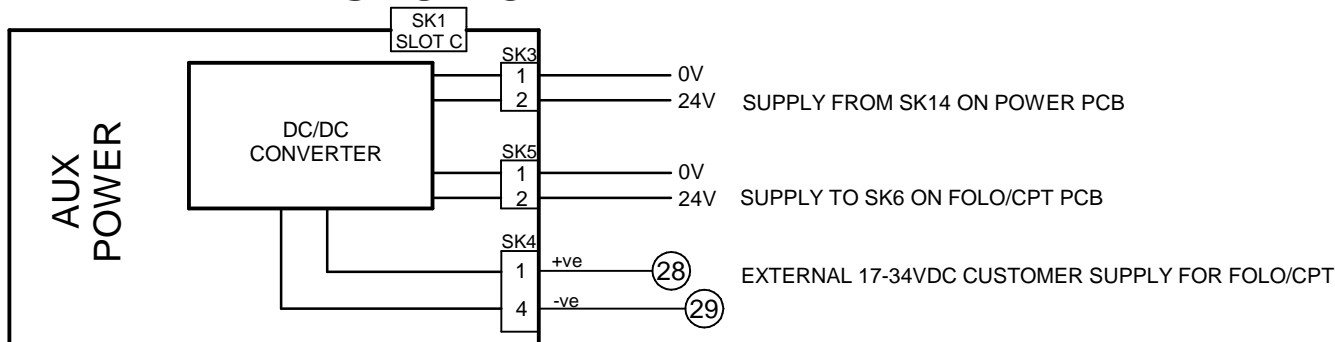 SK1
SLOT C
AUX
POWER
DC/DC
CONVERTER
SK3
1
0V
2
24V
SUPPLY FROM SK14 ON POWER PCB
SK5
1
0V
2
24V
SUPPLY TO SK6 ON FOLO/CPT PCB
SK4
1
+ve
28
EXTERNAL 17-34VDC CUSTOMER SUPPLY FOR FOLO/CPT
4
-ve
29